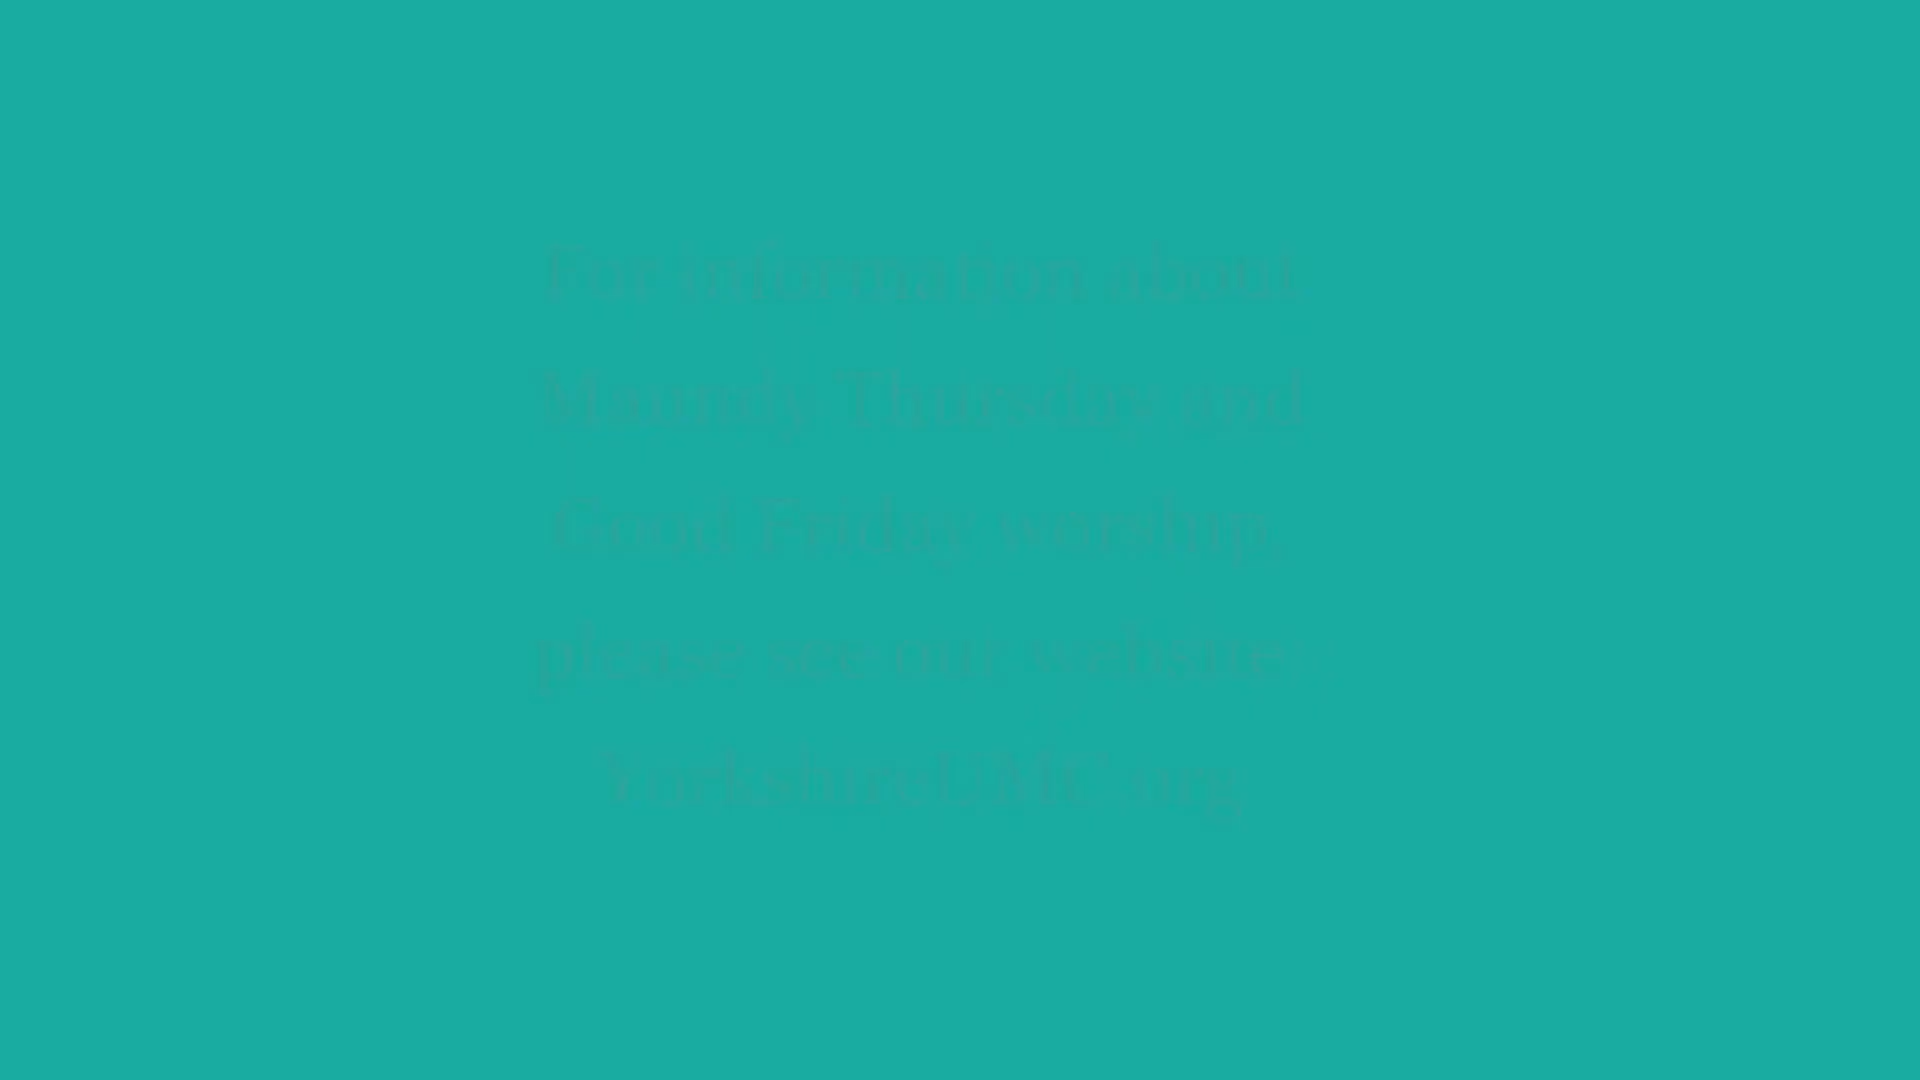 For information about
Maundy Thursday and
Good Friday worship,
please see our website:
YorkshireUMC.org